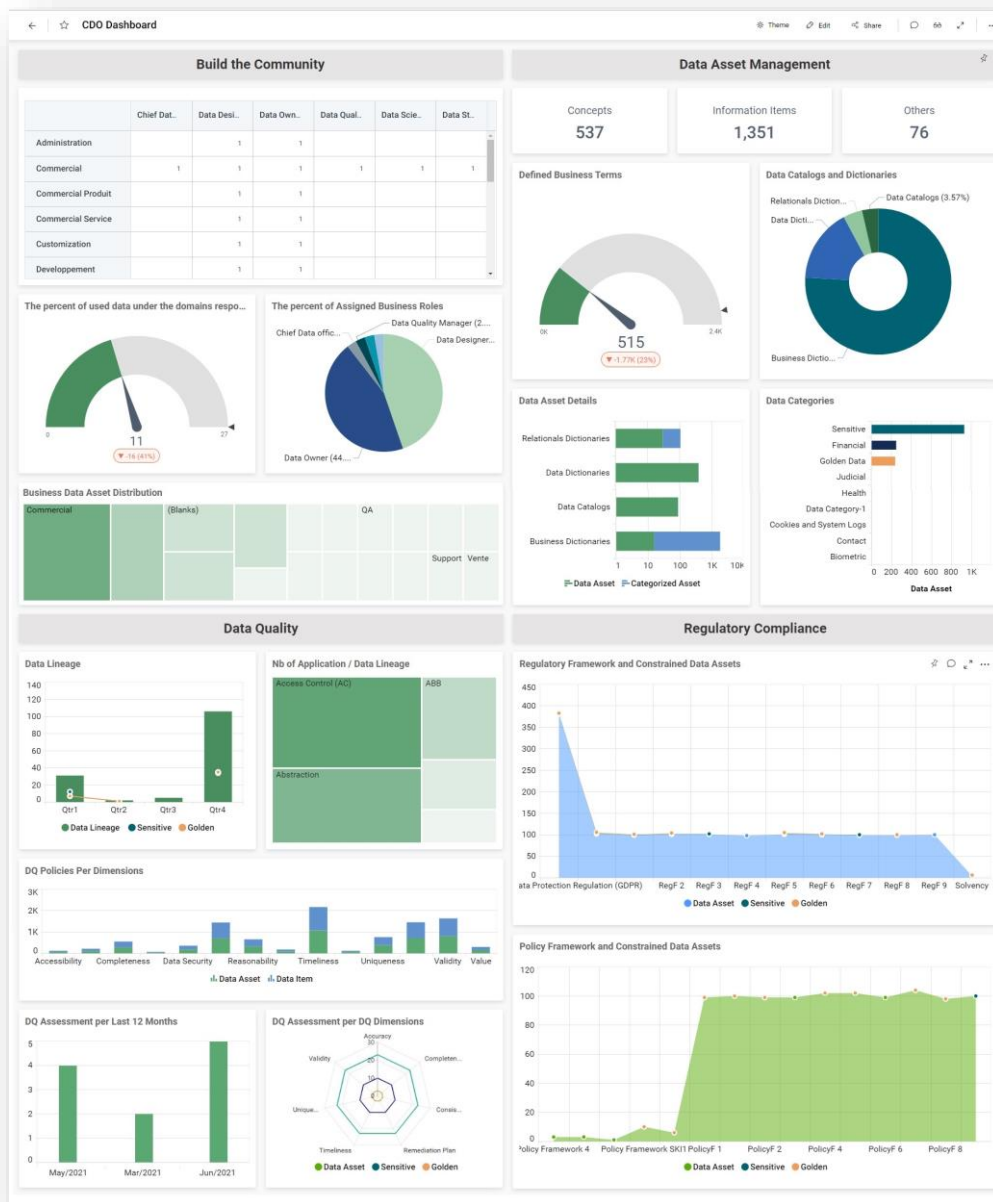 CDO Dashboard
Theme Edit Share
Build the Community
Chief Dat... Data Desi... Data Own... Data Qual... Data Scie... Data St...
Administration 1 1
Commercial 1 1 1 1 1 1
Commercial Produit 1 1
Commercial Service 1 1
Customization 1 1
Developpement 1 1
The percent of used data under the domains respo...
0 27
11
▼ -16 (41%)
The percent of Assigned Business Roles
Data Quality Manager (2....
Chief Data offic...
Data Designer...
Data Owner (44....
Business Data Asset Distribution
Commercial (Blanks) QA
Support Vente
Data Asset Management
Concepts Information Items Others
537 1,351 76
Defined Business Terms
0K 2.4K
515
▼ -1.77K (23%)
Data Catalogs and Dictionaries
Data Catalogs (3.57%)
Relationals Diction...
Data Dicti...
Business Dictio...
Data Asset Details
Relationals Dictionaries
Data Dictionaries
Data Catalogs
Business Dictionaries
1 10 100 1K 10K
Data Asset Categorized Asset
Data Categories
Sensitive
Financial
Golden Data
Judicial
Health
Data Category-1
Cookies and System Logs
Contact
Biometric
0 200 400 600 800 1K
Data Asset
Data Quality
Data Lineage
140
120
100
80
60
40
20
0
Qtr1 Qtr2 Qtr3 Qtr4
Data Lineage Sensitive Golden
Nb of Application / Data Lineage
Access Control (AC) ABB
Abstraction
DQ Policies Per Dimensions
3K
2K
1K
0
Accessibility Completeness Data Security Reasonability Timeliness Uniqueness Validity Value
Data Asset Data Item
DQ Assessment per Last 12 Months
5
4
3
2
1
0
May/2021 Mar/2021 Jun/2021
DQ Assessment per DQ Dimensions
Accuracy
30
20
10
Validity Completen...
Unique... Consis...
Timeliness Remediation Plan
Data Asset Sensitive Golden
Regulatory Compliance
Regulatory Framework and Constrained Data Assets
450
400
350
300
250
200
150
100
50
0
ata Protection Regulation (GDPR) RegF 2 RegF 3 RegF 4 RegF 5 RegF 6 RegF 7 RegF 8 RegF 9 Solvency
Data Asset Sensitive Golden
Policy Framework and Constrained Data Assets
120
100
80
60
40
20
0
Policy Framework 4 Policy Framework SKI1 PolicyF 1 PolicyF 2 PolicyF 4 PolicyF 6 PolicyF 8
Data Asset Sensitive Golden